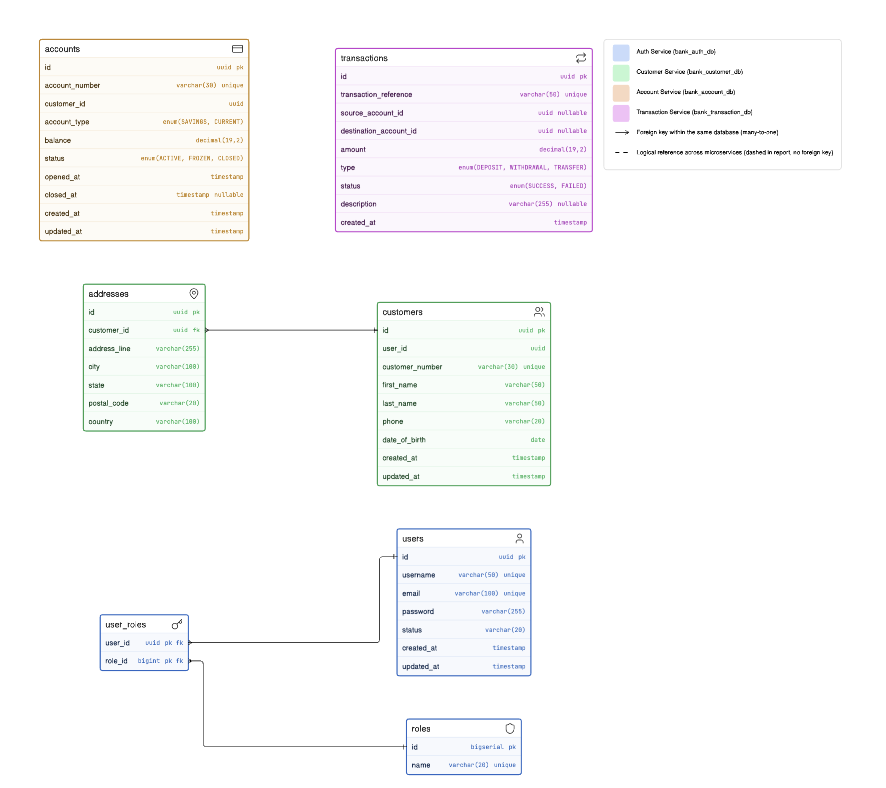 accounts
id uuid pk
account_number varchar(30) unique
customer_id uuid
account_type enum(SAVINGS, CURRENT)
balance decimal(19,2)
status enum(ACTIVE, FROZEN, CLOSED)
opened_at timestamp
closed_at timestamp nullable
created_at timestamp
updated_at timestamp
transactions
id uuid pk
transaction_reference varchar(50) unique
source_account_id uuid nullable
destination_account_id uuid nullable
amount decimal(19,2)
type enum(DEPOSIT, WITHDRAWAL, TRANSFER)
status enum(SUCCESS, FAILED)
description varchar(255) nullable
created_at timestamp
Auth Service (bank_auth_db)
Customer Service (bank_customer_db)
Account Service (bank_account_db)
Transaction Service (bank_transaction_db)
Foreign key within the same database (many-to-one)
Logical reference across microservices (dashed in report, no foreign key)
addresses
id uuid pk
customer_id uuid fk
address_line varchar(255)
city varchar(100)
state varchar(100)
postal_code varchar(20)
country varchar(100)
customers
id uuid pk
user_id uuid
customer_number varchar(30) unique
first_name varchar(50)
last_name varchar(50)
phone varchar(20)
date_of_birth date
created_at timestamp
updated_at timestamp
users
id uuid pk
username varchar(50) unique
email varchar(100) unique
password varchar(255)
status varchar(20)
created_at timestamp
updated_at timestamp
user_roles
user_id uuid pk fk
role_id bigint pk fk
roles
id bigserial pk
name varchar(20) unique